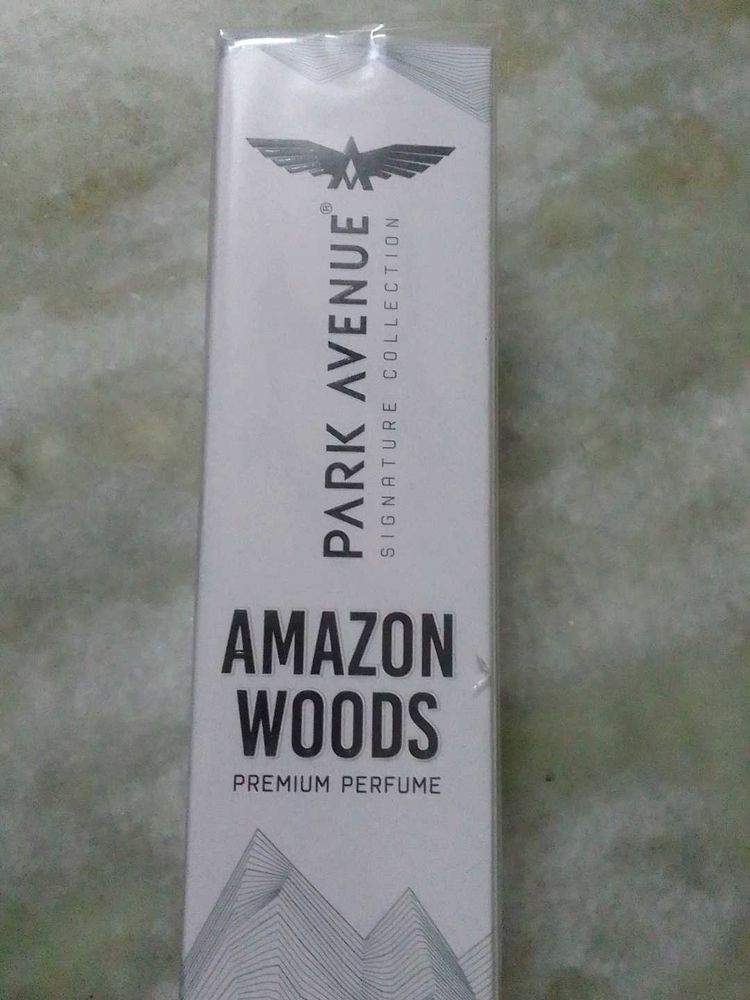 PARK AVENUE®
SIGNATURE COLLECTION
AMAZON
WOODS
PREMIUM PERFUME